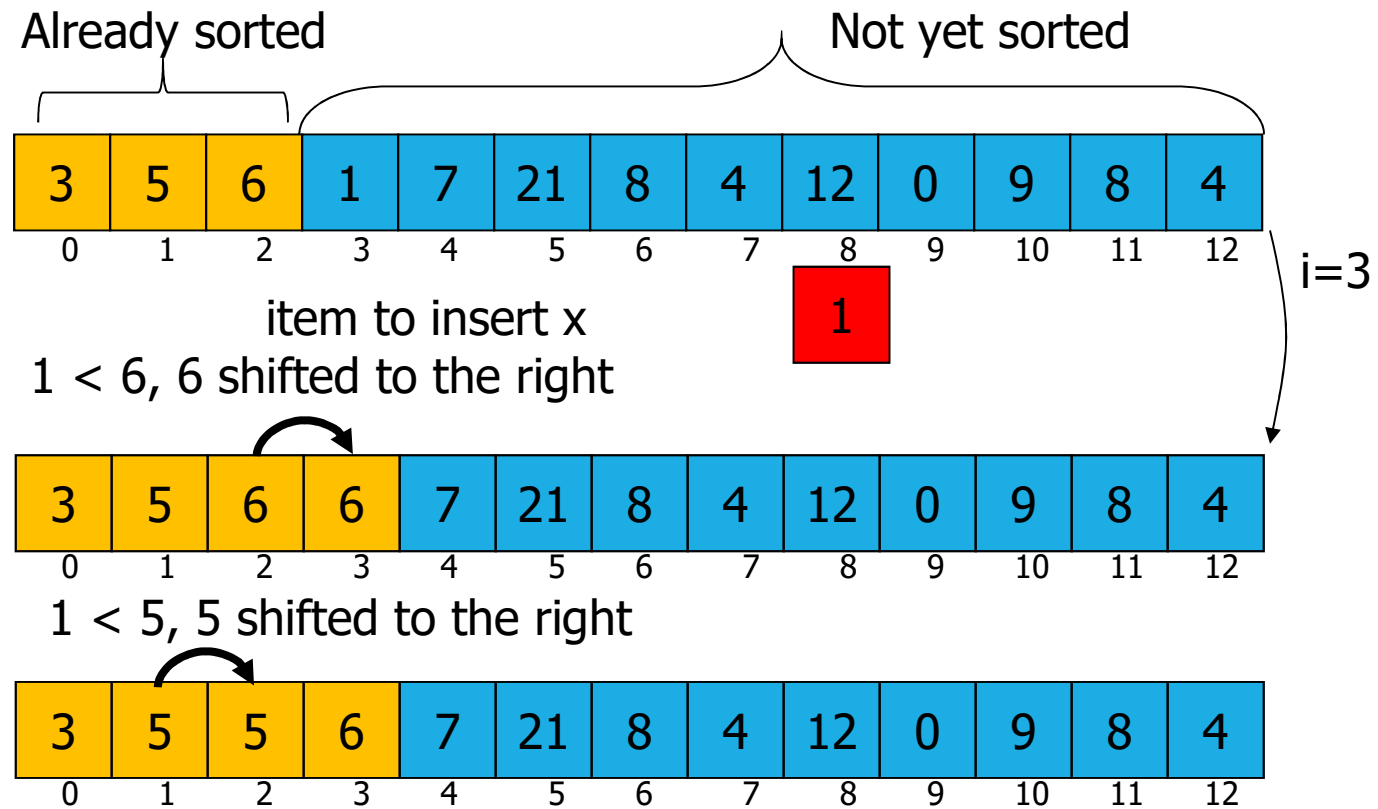 Already sorted Not yet sorted
3 5 6 1 7 21 8 4 12 0 9 8 4
0 1 2 3 4 5 6 7 8 9 10 11 12
i=3
item to insert x 1
1 < 6, 6 shifted to the right
3 5 6 6 7 21 8 4 12 0 9 8 4
0 1 2 3 4 5 6 7 8 9 10 11 12
1 < 5, 5 shifted to the right
3 5 5 6 7 21 8 4 12 0 9 8 4
0 1 2 3 4 5 6 7 8 9 10 11 12